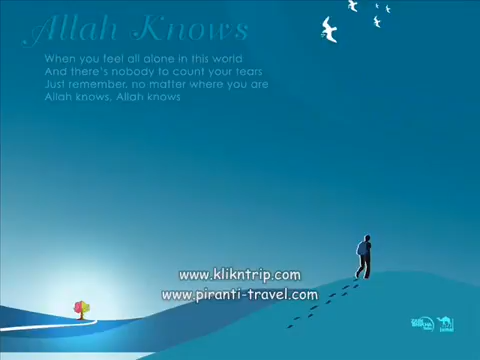 Allah Knows
When you feel all alone in this world
And there's nobody to count your tears
Just remember, no matter where you are
Allah knows, Allah knows
www.klikntrip.com
www.piranti-travel.com